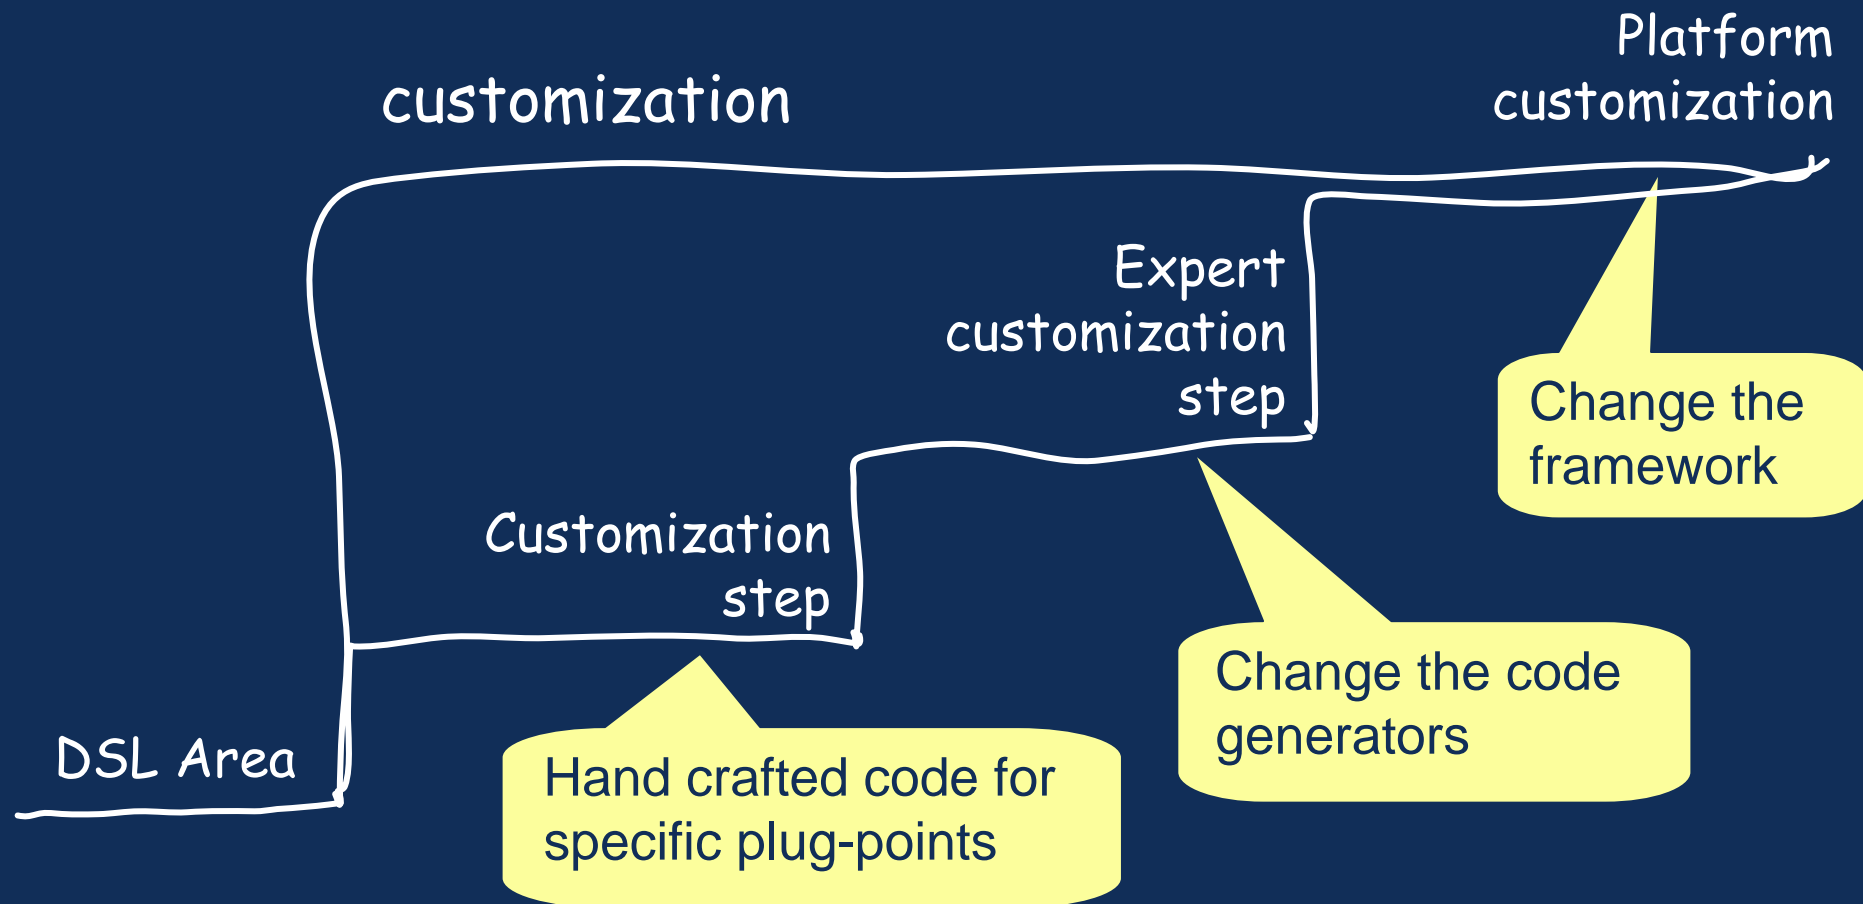 Platform
customization
customization
Expert
customization
step
Change the
framework
Customization
step
Change the code
generators
DSL Area
Hand crafted code for
specific plug-points